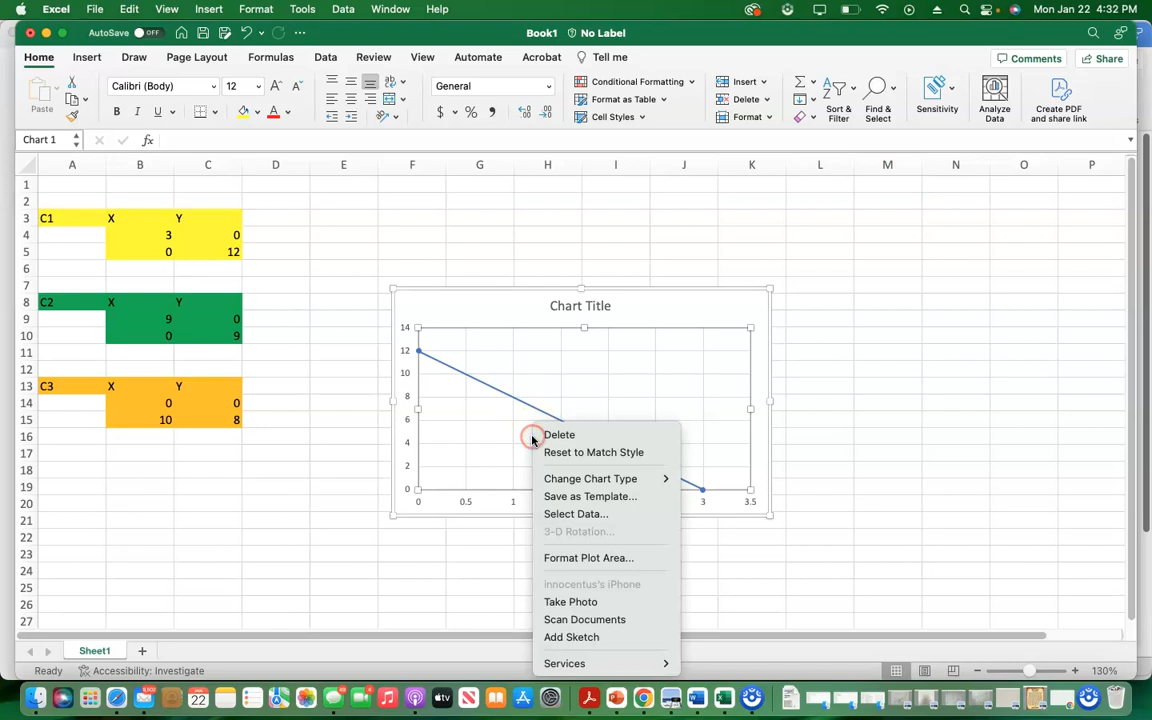 Excel File Edit View Insert Format Tools Data Window Help Mon Jan 22 4:32 PM
AutoSave OFF Book1 No Label
Home Insert Draw Page Layout Formulas Data Review View Automate Acrobat Tell me Comments Share
Paste Calibri (Body) 12 General Conditional Formatting Insert Sort & Filter Find & Select Sensitivity Analyze Data Create PDF and share link
Format as Table Delete
B I U $ % Cell Styles Format
Chart 1 fx
A B C D E F G H I J K L M N O P
1
2
3 C1 X Y
4 3 0
5 0 12
6
7
8 C2 X Y
9 9 0
10 0 9
11
12
13 C3 X Y
14 0 0
15 10 8
16
17
18
19
20
21
22
23
24
25
26
27
Chart Title
14
12
10
8
6
4
2
0
0 0.5 1 3 3.5
Delete
Reset to Match Style
Change Chart Type
Save as Template...
Select Data...
3-D Rotation...
Format Plot Area...
innocentus's iPhone
Take Photo
Scan Documents
Add Sketch
Services
Sheet1 +
Ready Accessibility: Investigate 130%